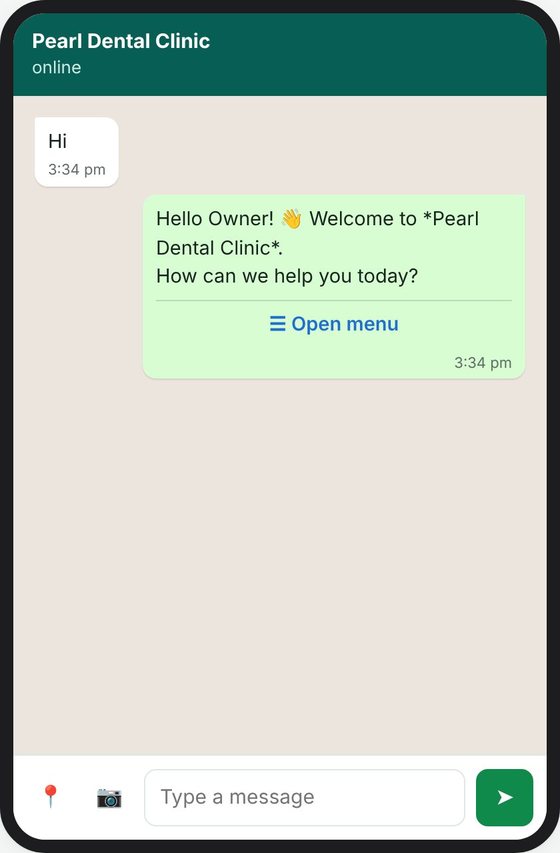 Pearl Dental Clinic
online
Hi
3:34 pm
Hello Owner! 👋 Welcome to *Pearl
Dental Clinic*.
How can we help you today?
☰ Open menu
3:34 pm
Type a message